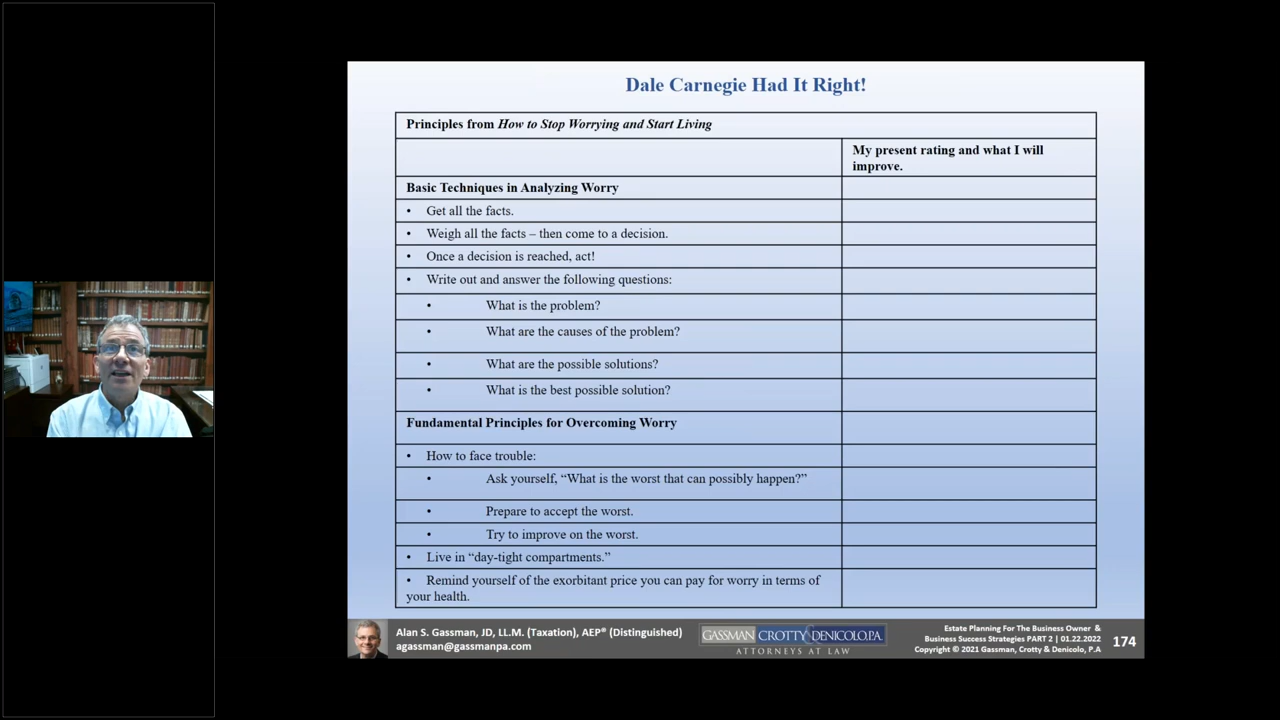 Dale Carnegie Had It Right!
Principles from How to Stop Worrying and Start Living
My present rating and what I will
improve.
Basic Techniques in Analyzing Worry
• Get all the facts.
• Weigh all the facts – then come to a decision.
• Once a decision is reached, act!
• Write out and answer the following questions:
• What is the problem?
• What are the causes of the problem?
• What are the possible solutions?
• What is the best possible solution?
Fundamental Principles for Overcoming Worry
• How to face trouble:
• Ask yourself, “What is the worst that can possibly happen?”
• Prepare to accept the worst.
• Try to improve on the worst.
• Live in “day-tight compartments.”
• Remind yourself of the exorbitant price you can pay for worry in terms of
your health.
Alan S. Gassman, JD, LL.M. (Taxation), AEP® (Distinguished)
agassman@gassmanpa.com
GASSMAN CROTTY & DENICOLO, P.A.
ATTORNEYS AT LAW
Estate Planning For The Business Owner &
Business Success Strategies PART 2 | 01.22.2022
Copyright © 2021 Gassman, Crotty & Denicolo, P.A
174